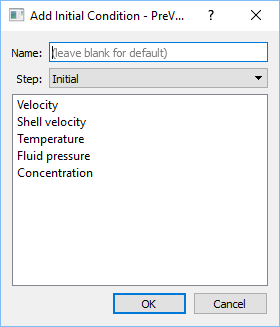 Add Initial Condition - PreV...
Name: (leave blank for default)
Step: Initial
Velocity
Shell velocity
Temperature
Fluid pressure
Concentration
OK Cancel